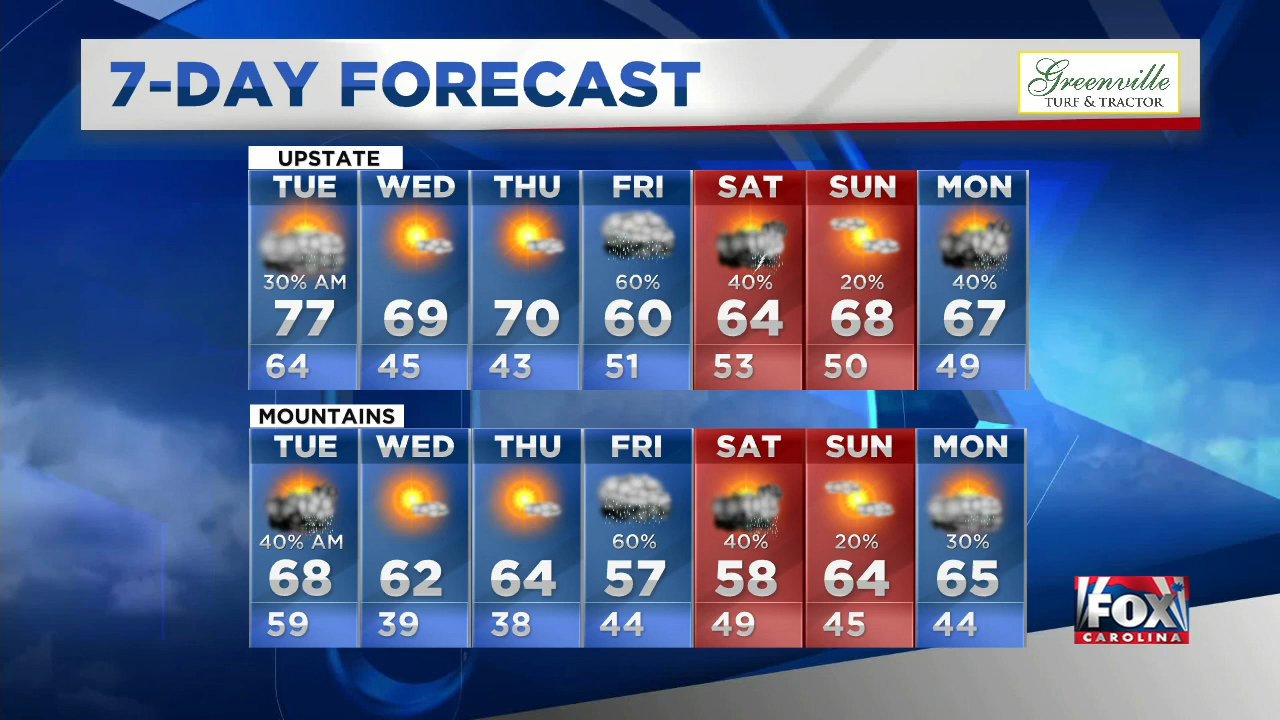 7-DAY FORECAST
Greenville
TURF & TRACTOR
UPSTATE
TUE WED THU FRI SAT SUN MON
30% AM 60% 40% 20% 40%
77 69 70 60 64 68 67
64 45 43 51 53 50 49
MOUNTAINS
TUE WED THU FRI SAT SUN MON
40% AM 60% 40% 20% 30%
68 62 64 57 58 64 65
59 39 38 44 49 45 44
FOX
CAROLINA